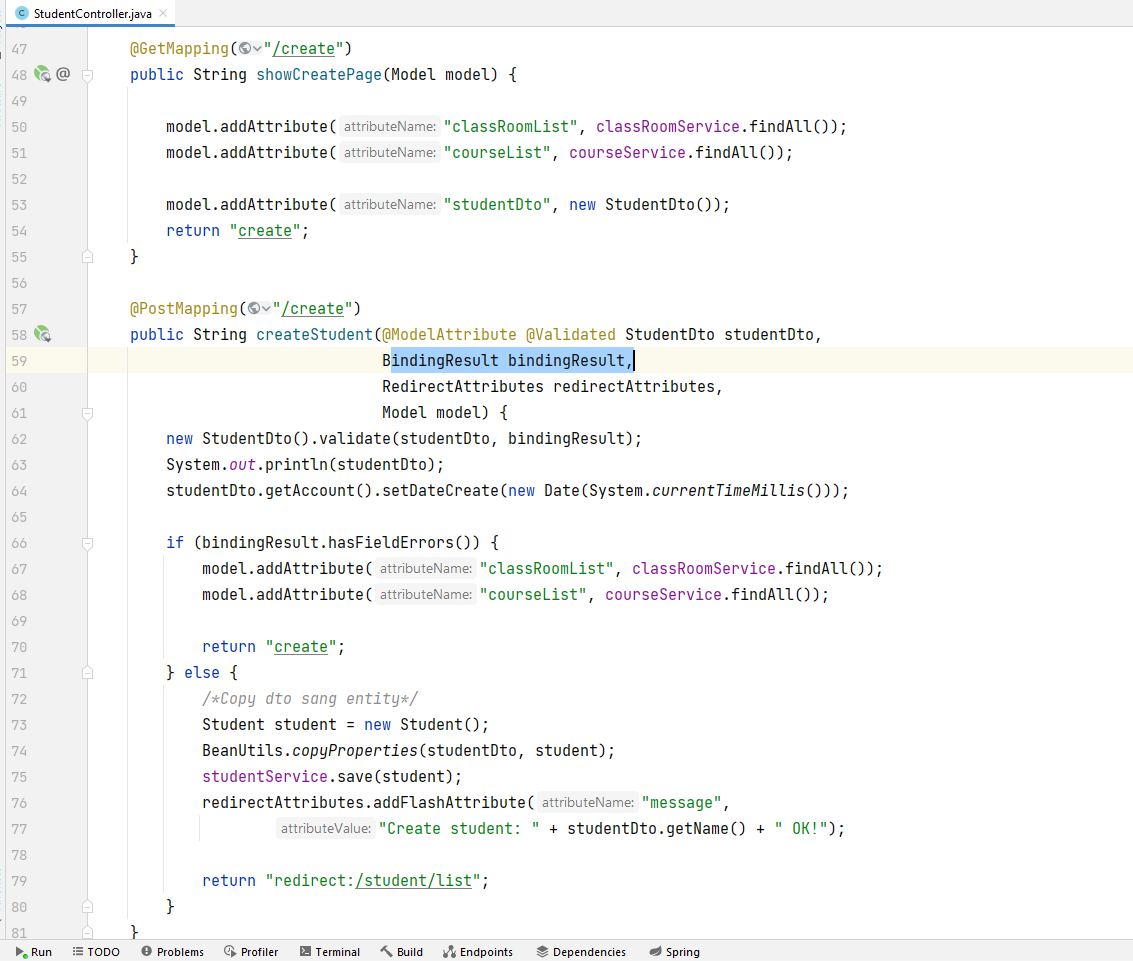 StudentController.java
47 @GetMapping("/create")
48 @ public String showCreatePage(Model model) {
49
50 model.addAttribute( attributeName: "classRoomList", classRoomService.findAll());
51 model.addAttribute( attributeName: "courseList", courseService.findAll());
52
53 model.addAttribute( attributeName: "studentDto", new StudentDto());
54 return "create";
55 }
56
57 @PostMapping("/create")
58 public String createStudent(@ModelAttribute @Validated StudentDto studentDto,
59 BindingResult bindingResult,
60 RedirectAttributes redirectAttributes,
61 Model model) {
62 new StudentDto().validate(studentDto, bindingResult);
63 System.out.println(studentDto);
64 studentDto.getAccount().setDateCreate(new Date(System.currentTimeMillis()));
65
66 if (bindingResult.hasFieldErrors()) {
67 model.addAttribute( attributeName: "classRoomList", classRoomService.findAll());
68 model.addAttribute( attributeName: "courseList", courseService.findAll());
69
70 return "create";
71 } else {
72 /*Copy dto sang entity*/
73 Student student = new Student();
74 BeanUtils.copyProperties(studentDto, student);
75 studentService.save(student);
76 redirectAttributes.addFlashAttribute( attributeName: "message",
77 attributeValue: "Create student: " + studentDto.getName() + " OK!");
78
79 return "redirect:/student/list";
80 }
81 }
Run TODO Problems Profiler Terminal Build Endpoints Dependencies Spring